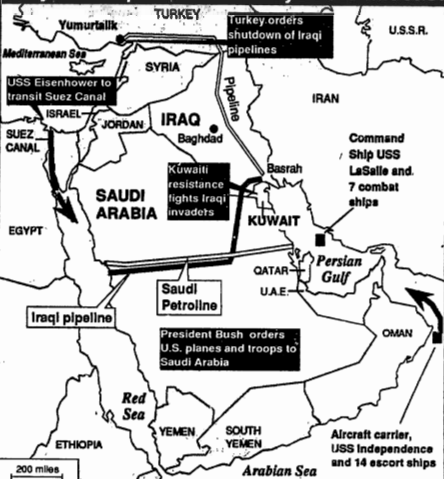 TURKEY
Yumurtalik
Turkey orders
shutdown of Iraqi
pipelines
U.S.S.R.
Mediterranean Sea
SYRIA
USS Eisenhower to
transit Suez Canal
Pipeline
IRAN
ISRAEL
JORDAN
IRAQ
Baghdad
SUEZ
CANAL
Command
Ship USS
LaSalle and
7 combat
ships
Kuwaiti
resistance
fights Iraqi
invaders
Basrah
SAUDI
ARABIA
KUWAIT
EGYPT
Persian
Gulf
QATAR
U.A.E.
Saudi
Petroline
Iraqi pipeline
President Bush orders
U.S. planes and troops to
Saudi Arabia
OMAN
Red
Sea
YEMEN
SOUTH
YEMEN
ETHIOPIA
Aircraft carrier,
USS Independence
and 14 escort ships
200 miles
Arabian Sea